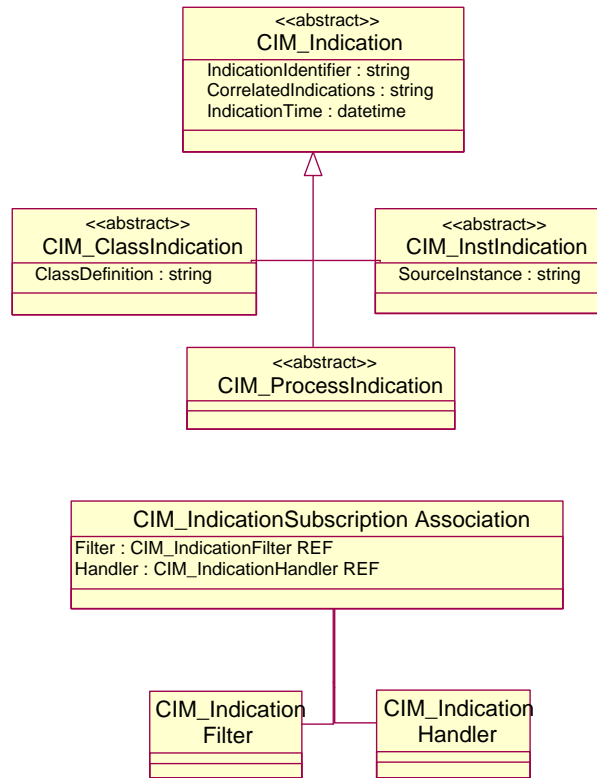 <<abstract>>
CIM_Indication
IndicationIdentifier : string
CorrelatedIndications : string
IndicationTime : datetime
<<abstract>>
CIM_ClassIndication
ClassDefinition : string
<<abstract>>
CIM_InstIndication
SourceInstance : string
<<abstract>>
CIM_ProcessIndication
CIM_IndicationSubscription Association
Filter : CIM_IndicationFilter REF
Handler : CIM_IndicationHandler REF
CIM_Indication
Filter
CIM_Indication
Handler